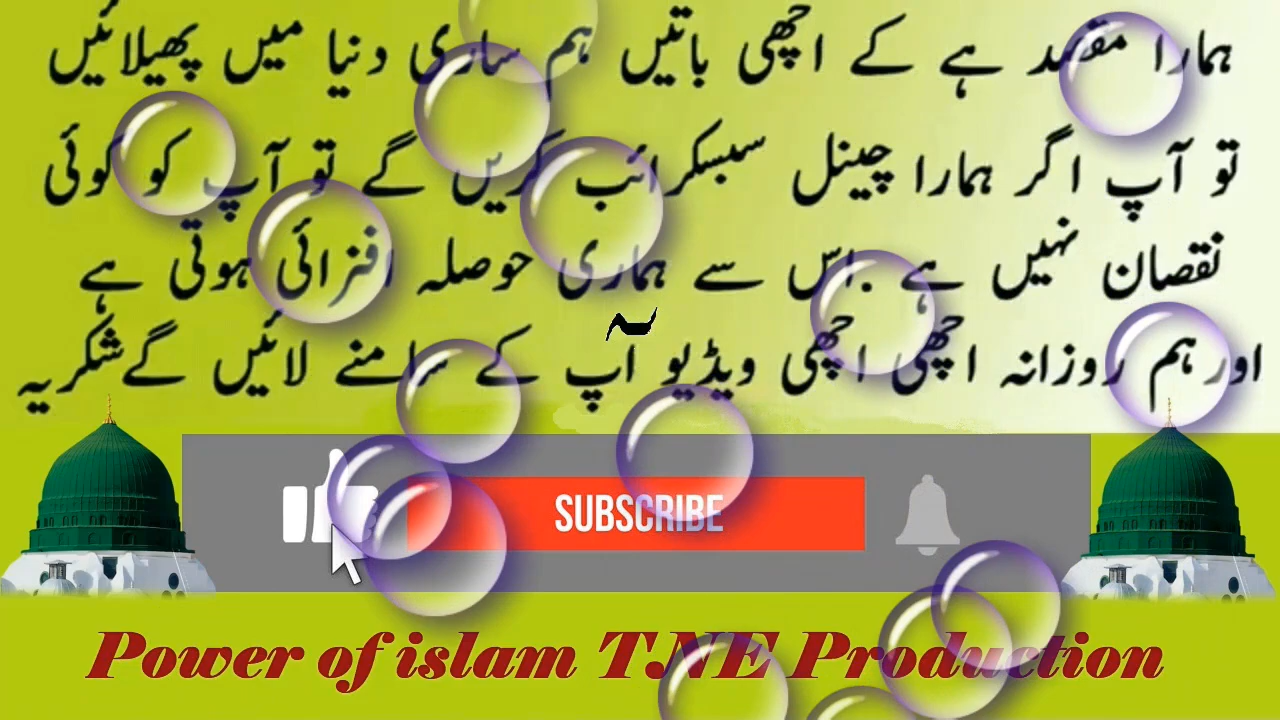 ہمارا مقصد ہے کے اچھی باتیں ہم ساری دنیا میں پھیلائیں
تو آپ اگر ہمارا چینل سبسکرائب کریں گے تو آپ کو کوئی
نقصان نہیں ہے .اس سے ہماری حوصلہ افزائی ہوتی ہے
اور ہم روزانہ اچھی اچھی ویڈیو آپ کے سامنے لائیں گے شکریہ
SUBSCRIBE
Power of islam T.N.E Production